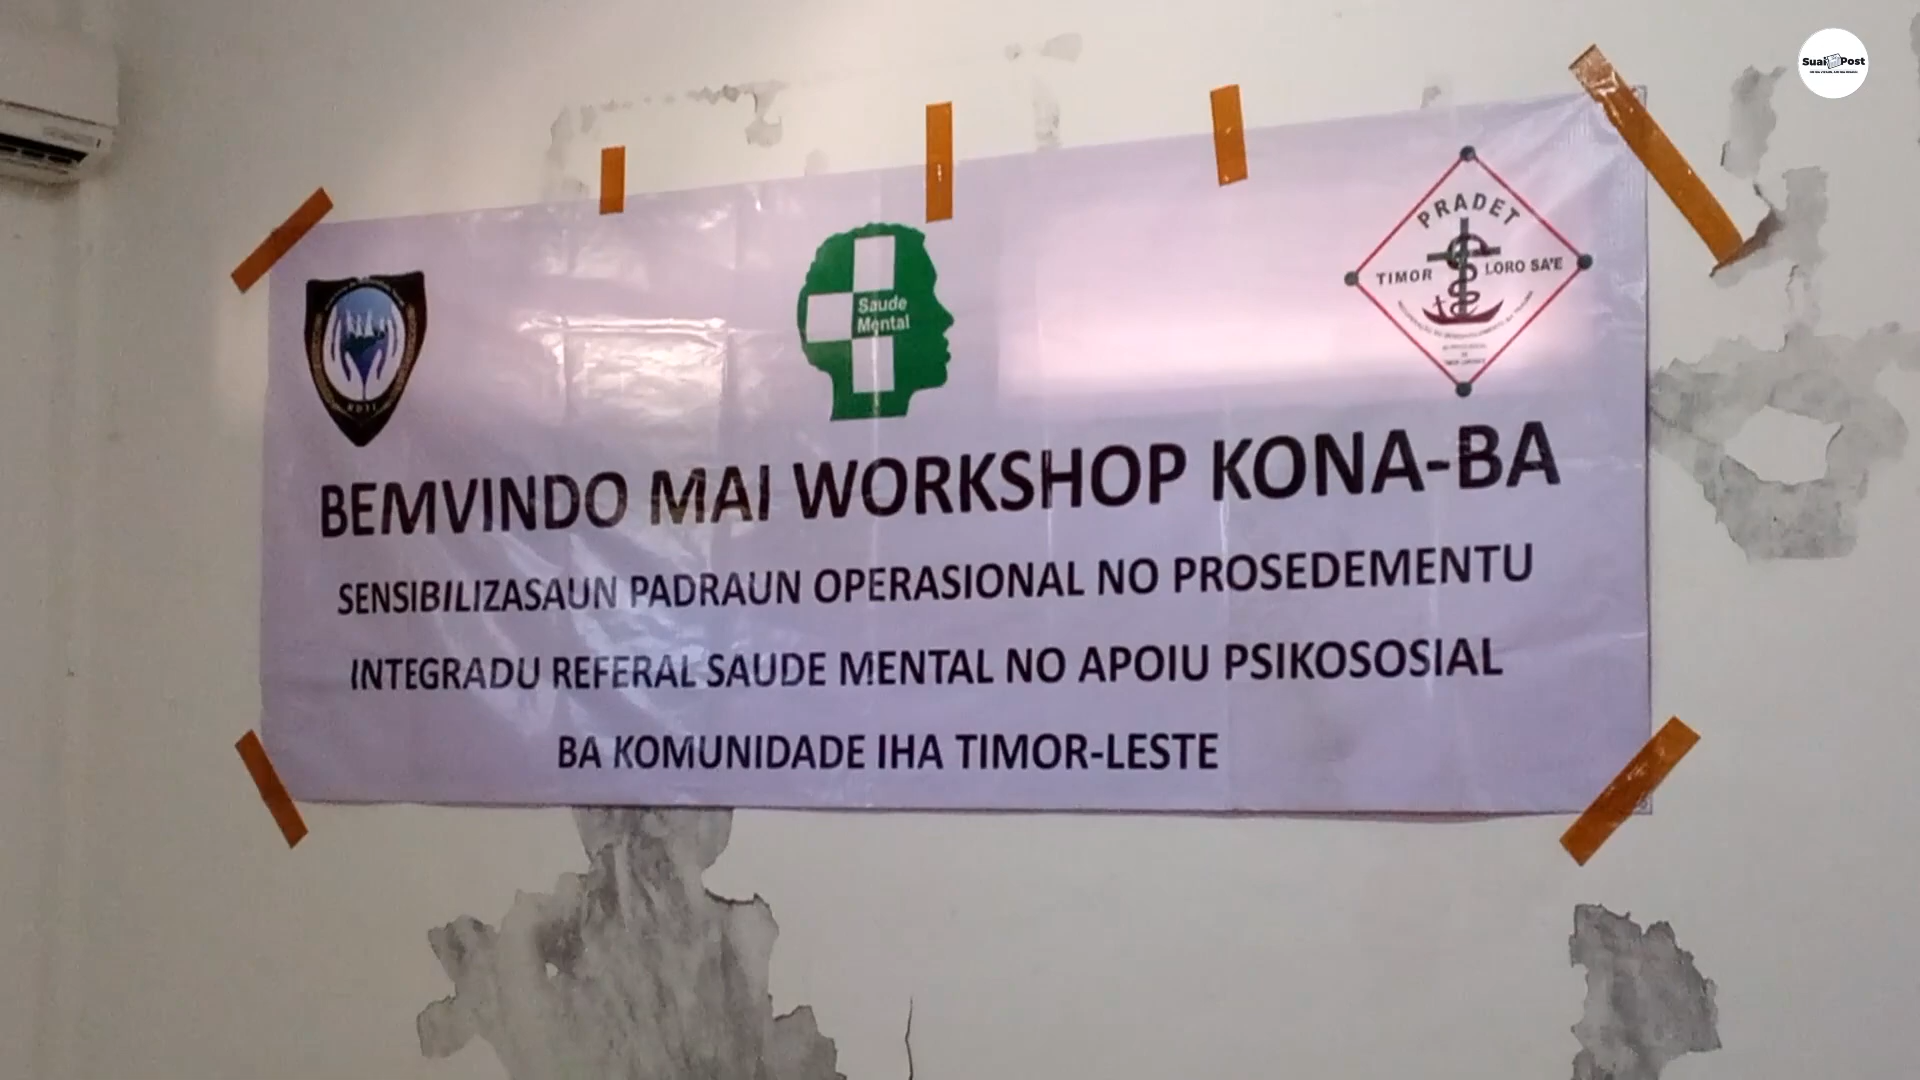 Suai Post
PRADET
TIMOR LORO SA'E
Saude
Mental
BEMVINDO MAI WORKSHOP KONA-BA
SENSIBILIZASAUN PADRAUN OPERASIONAL NO PROSEDEMENTU
INTEGRADU REFERAL SAUDE MENTAL NO APOIU PSIKOSOSIAL
BA KOMUNIDADE IHA TIMOR-LESTE